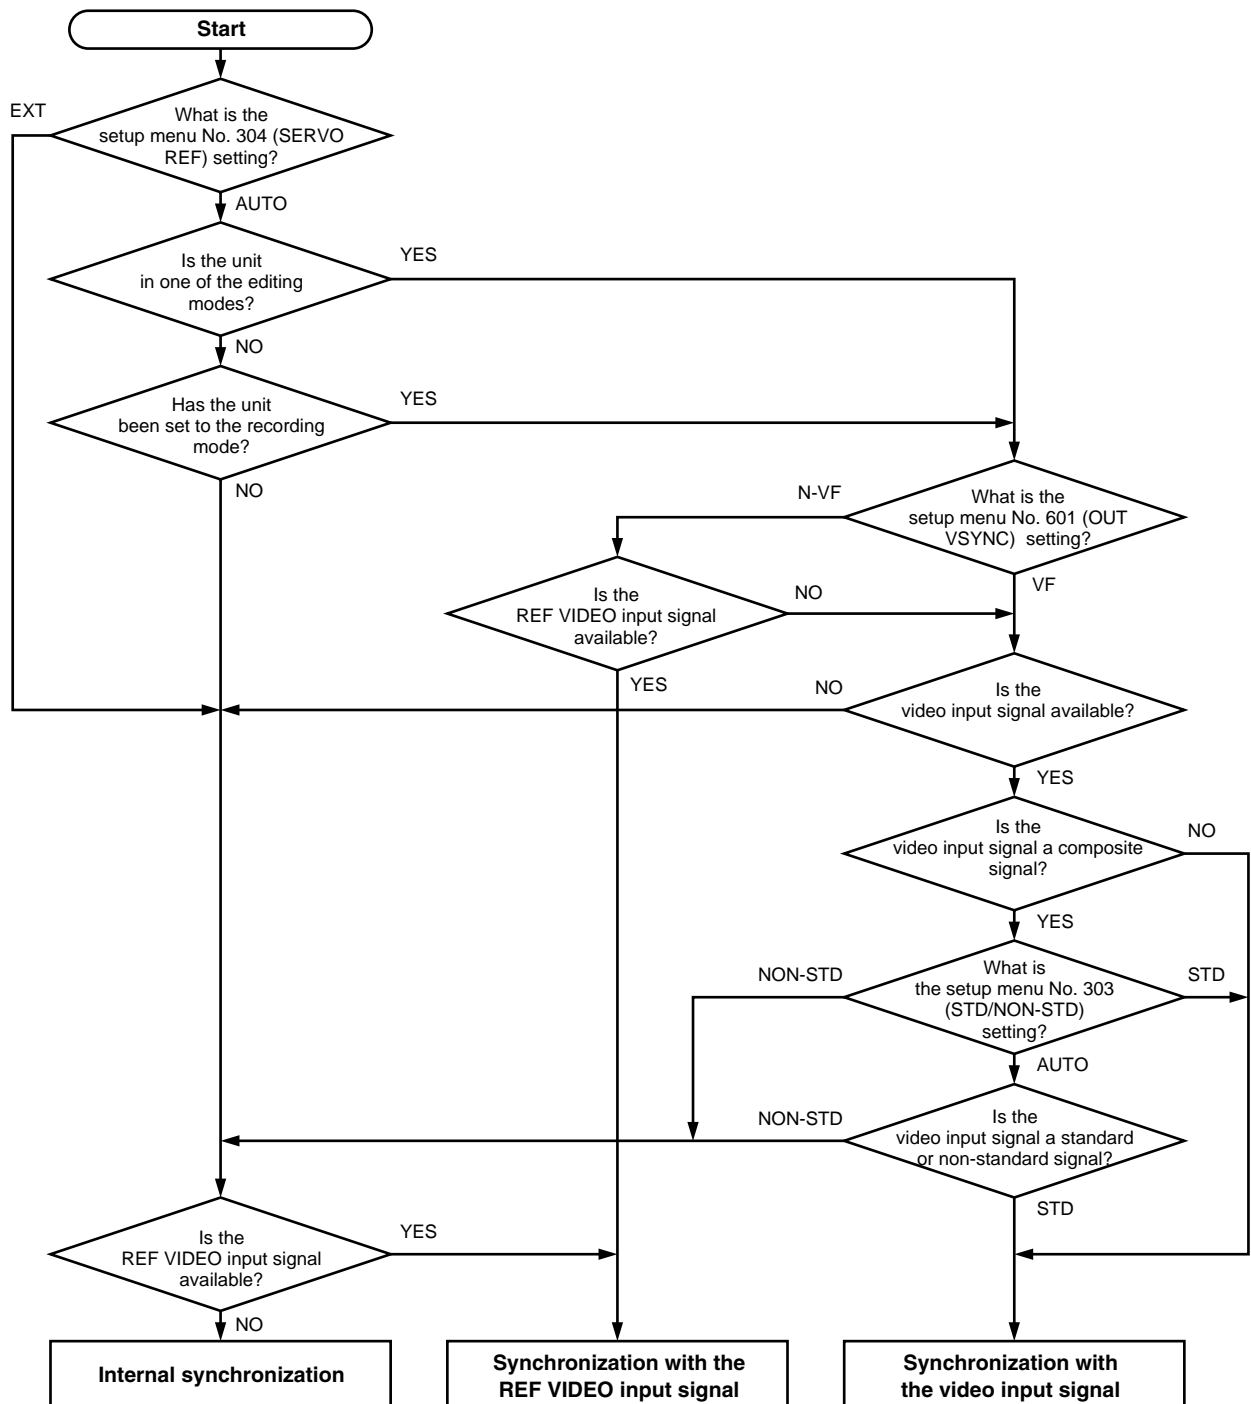 Start
EXT
What is the
setup menu No. 304 (SERVO
REF) setting?
AUTO
Is the unit
in one of the editing
modes?
YES
NO
Has the unit
been set to the recording
mode?
YES
NO
N-VF
What is the
setup menu No. 601 (OUT
VSYNC) setting?
VF
Is the
REF VIDEO input signal
available?
NO
YES
NO
Is the
video input signal available?
YES
Is the
video input signal a composite
signal?
NO
YES
NON-STD
What is
the setup menu No. 303
(STD/NON-STD)
setting?
STD
AUTO
NON-STD
Is the
video input signal a standard
or non-standard signal?
STD
Is the
REF VIDEO input signal
available?
YES
NO
Internal synchronization
Synchronization with the
REF VIDEO input signal
Synchronization with
the video input signal